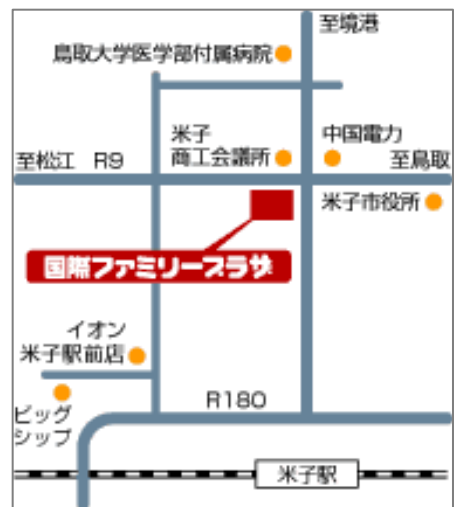 至境港
鳥取大学医学部付属病院
米子
商工会議所
中国電力
至松江 R9
至鳥取
米子市役所
国際ファミリープラザ
イオン
米子駅前店
R180
ビッグ
シップ
米子駅